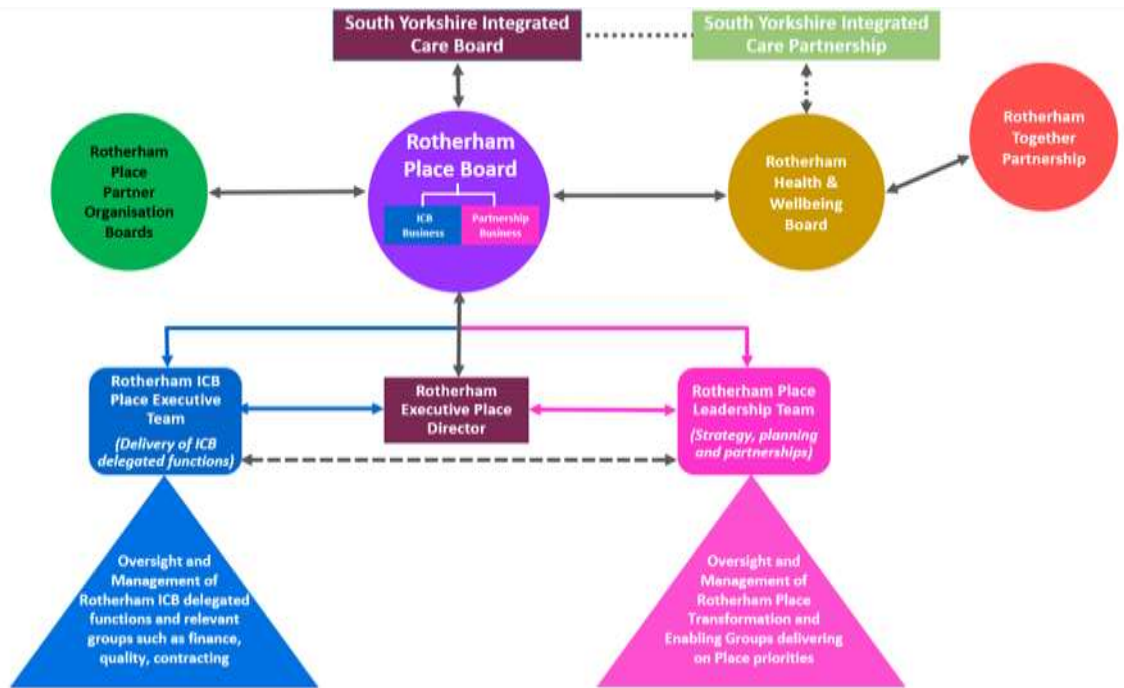 South Yorkshire Integrated
Care Board
South Yorkshire Integrated
Care Partnership
Rotherham
Place
Partner
Organisation
Boards
Rotherham
Place Board
ICB
Business
Partnership
Business
Rotherham
Health &
Wellbeing
Board
Rotherham
Together
Partnership
Rotherham ICB
Place Executive
Team
(Delivery of ICB
delegated functions)
Rotherham
Executive Place
Director
Rotherham Place
Leadership Team
(Strategy, planning
and partnerships)
Oversight and
Management of
Rotherham ICB delegated
functions and relevant
groups such as finance,
quality, contracting
Oversight and
Management of
Rotherham Place
Transformation and
Enabling Groups delivering
on Place priorities